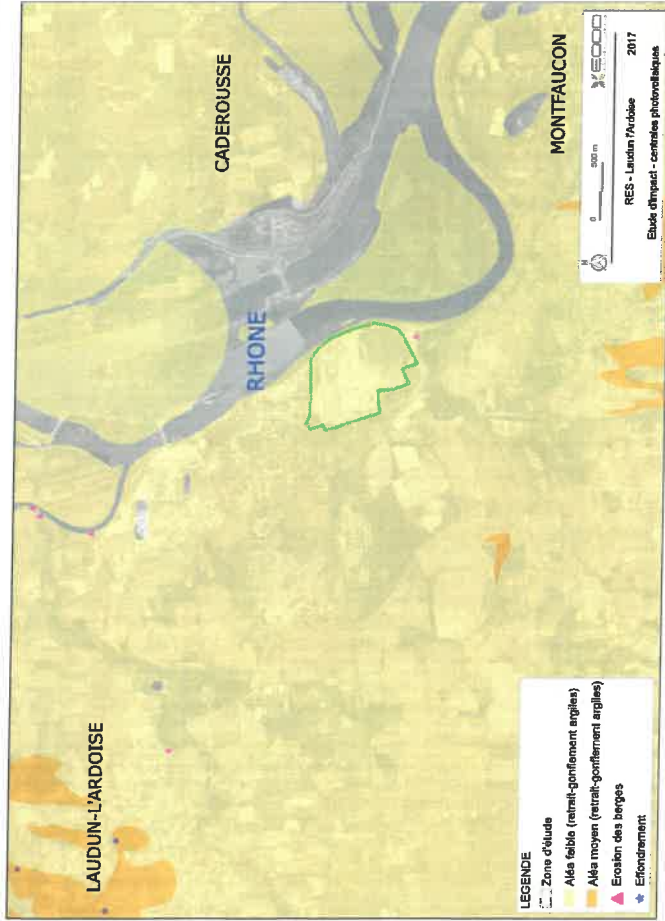 LAUDUN-L'ARDOISE
CADEROUSSE
RHONE
MONTFAUCON
LEGENDE
Zone d'étude
Aléa faible (retrait-gonflement argiles)
Aléa moyen (retrait-gonflement argiles)
Erosion des berges
Effondrement
N
0 500 m
RES - Laudun l'Ardoise 2017
Etude d'impact - centrales photovoltaïques